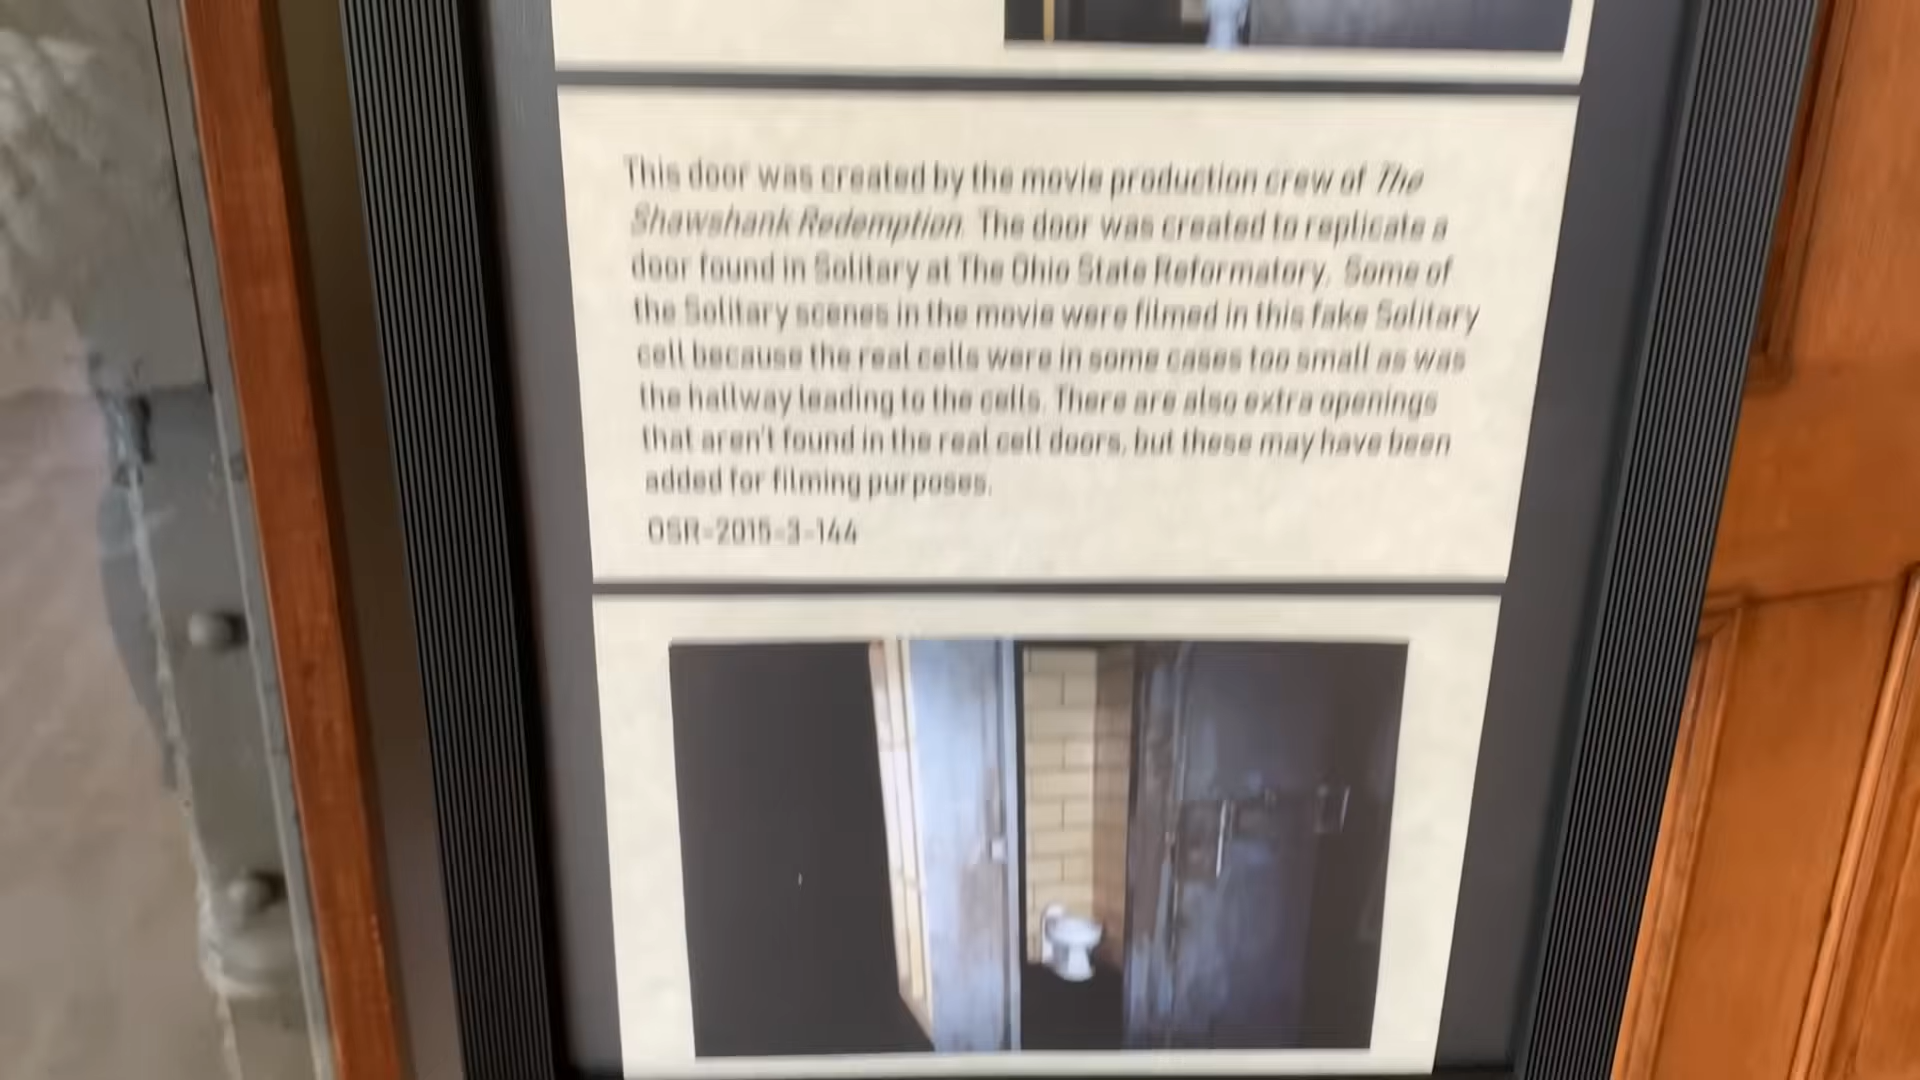 This door was created by the movie production crew of The
Shawshank Redemption. The door was created to replicate a
door found in Solitary at The Ohio State Reformatory. Some of
the Solitary scenes in the movie were filmed in this fake Solitary
cell because the real cells were in some cases too small as was
the hallway leading to the cells. There are also extra openings
that aren't found in the real cell doors, but these may have been
added for filming purposes.
OSR-2015-3-144